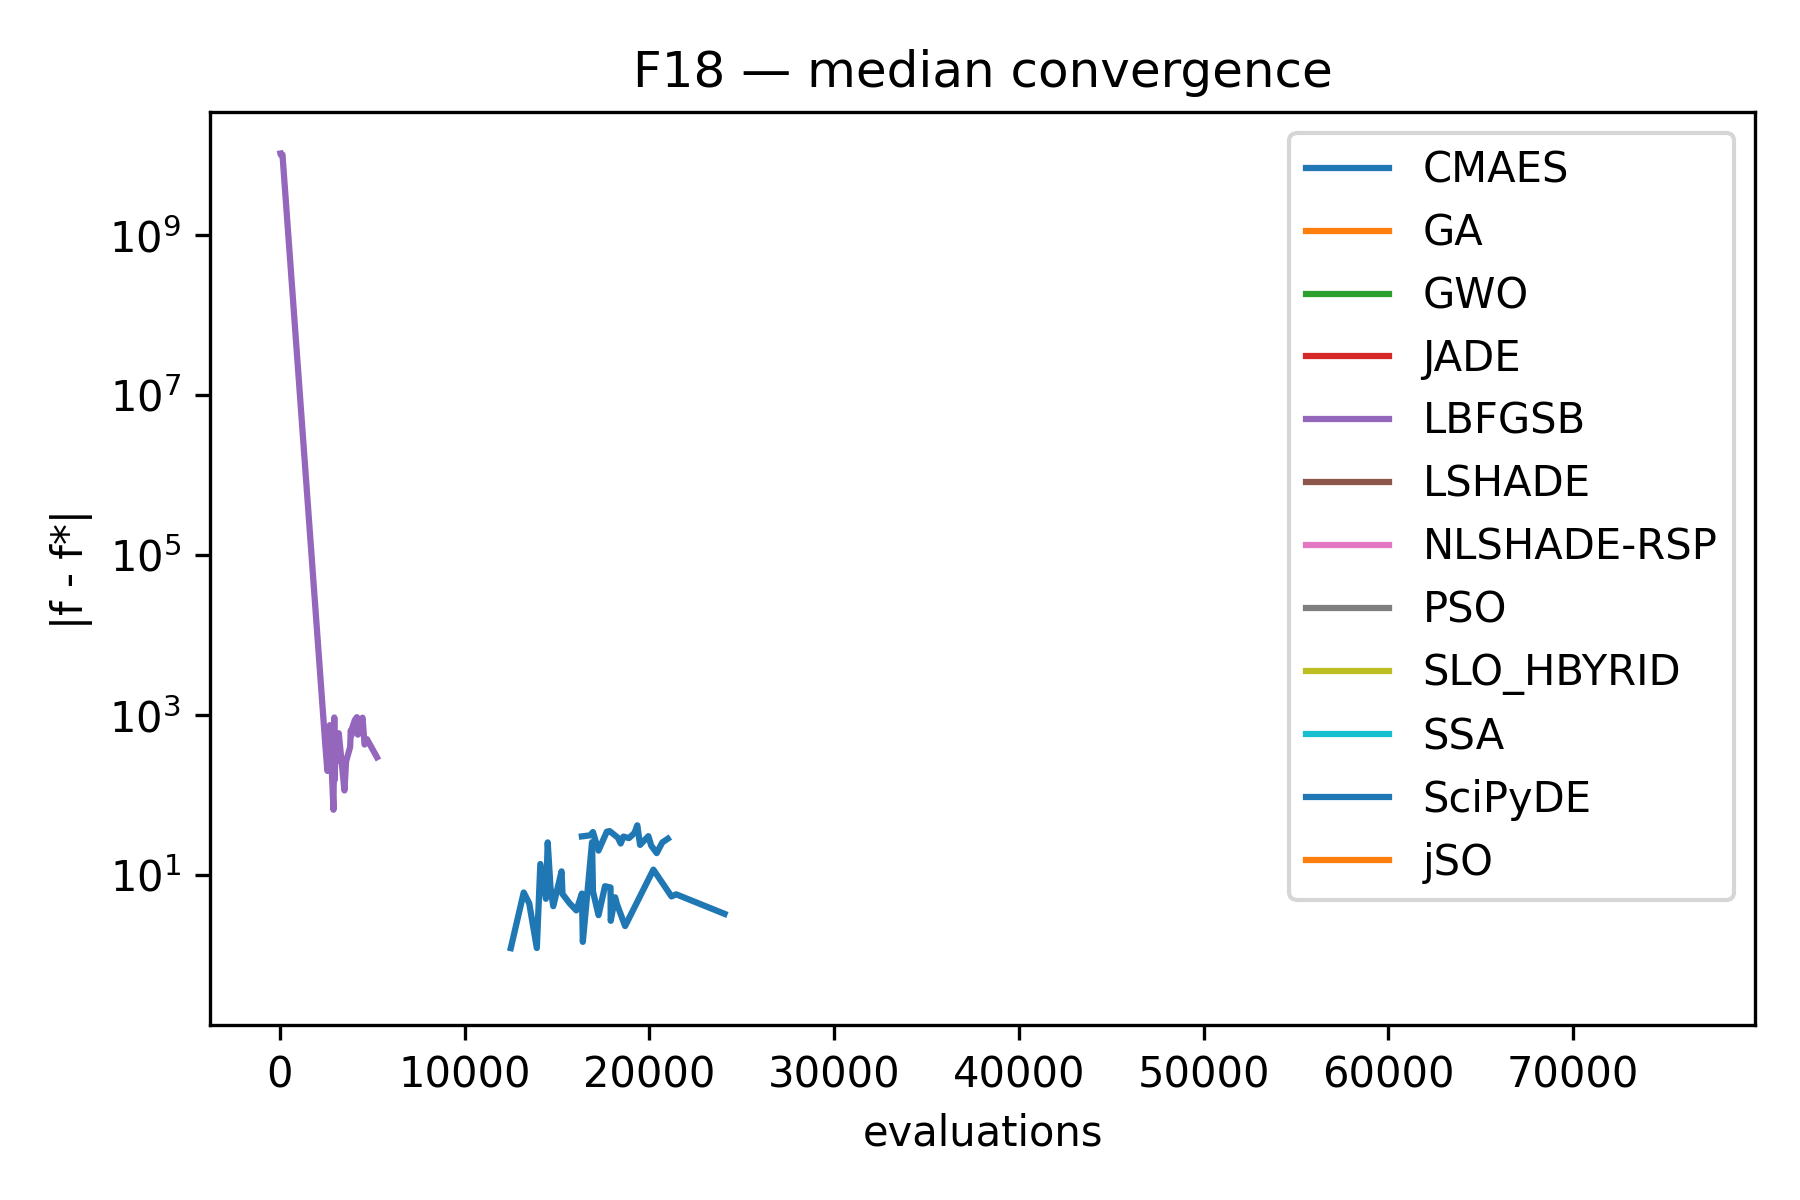 F18 — median convergence
|f - f*|
10⁹
10⁷
10⁵
10³
10¹
0 10000 20000 30000 40000 50000 60000 70000
evaluations
CMAES
GA
GWO
JADE
LBFGSB
LSHADE
NLSHADE-RSP
PSO
SLO_HBYRID
SSA
SciPyDE
jSO